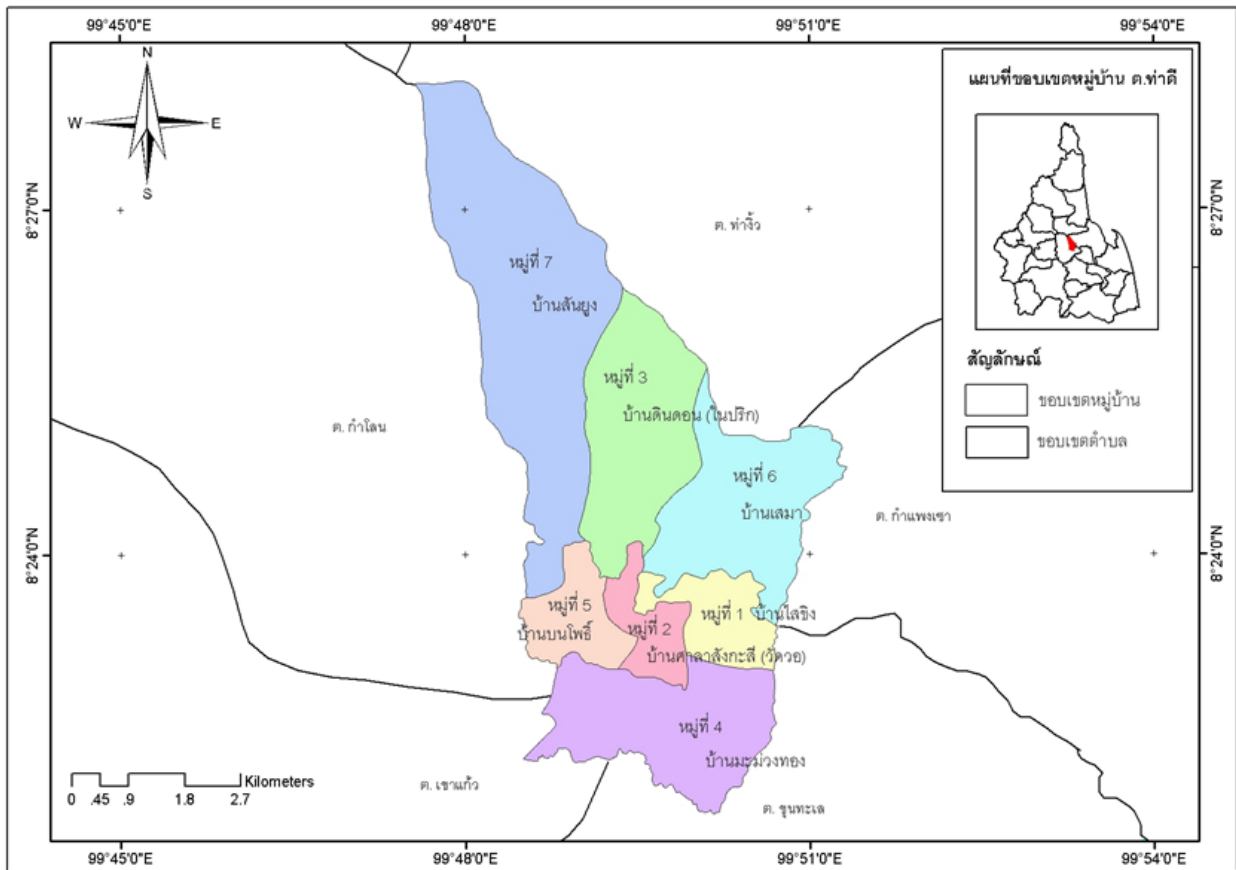 99°45'0"E 99°48'0"E 99°51'0"E 99°54'0"E
N
W E
S
8°27'0"N
8°27'0"N
8°24'0"N
8°24'0"N
แผนที่ขอบเขตหมู่บ้าน ต.ท่าดี
สัญลักษณ์
ขอบเขตหมู่บ้าน
ขอบเขตตำบล
ต. ท่างิ้ว
หมู่ที่ 7
บ้านสันยูง
หมู่ที่ 3
บ้านดินดอน (ในปริก)
ต. กำโลน
หมู่ที่ 6
บ้านเสมา
ต. กำแพงเซา
หมู่ที่ 5
บ้านบนโพธิ์
หมู่ที่ 1
บ้านไสขิง
หมู่ที่ 2
บ้านศาลาสังกะสี (วัดวอ)
หมู่ที่ 4
บ้านมะม่วงทอง
ต. เขาแก้ว
ต. ขุนทะเล
Kilometers
0 .45 .9 1.8 2.7
99°45'0"E 99°48'0"E 99°51'0"E 99°54'0"E